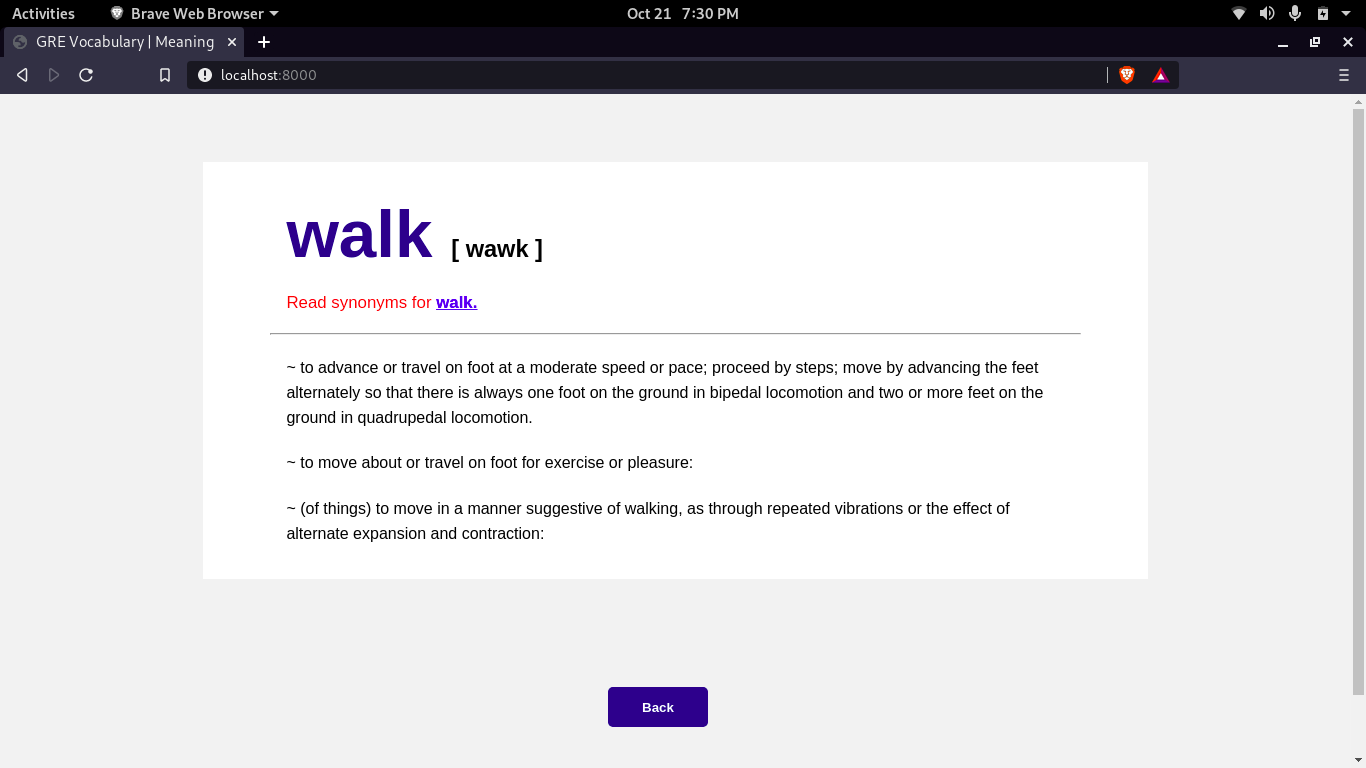 Activities Brave Web Browser Oct 21 7:30 PM
GRE Vocabulary | Meaning
localhost:8000
walk [ wawk ]
Read synonyms for walk.
~ to advance or travel on foot at a moderate speed or pace; proceed by steps; move by advancing the feet
alternately so that there is always one foot on the ground in bipedal locomotion and two or more feet on the
ground in quadrupedal locomotion.
~ to move about or travel on foot for exercise or pleasure:
~ (of things) to move in a manner suggestive of walking, as through repeated vibrations or the effect of
alternate expansion and contraction:
Back